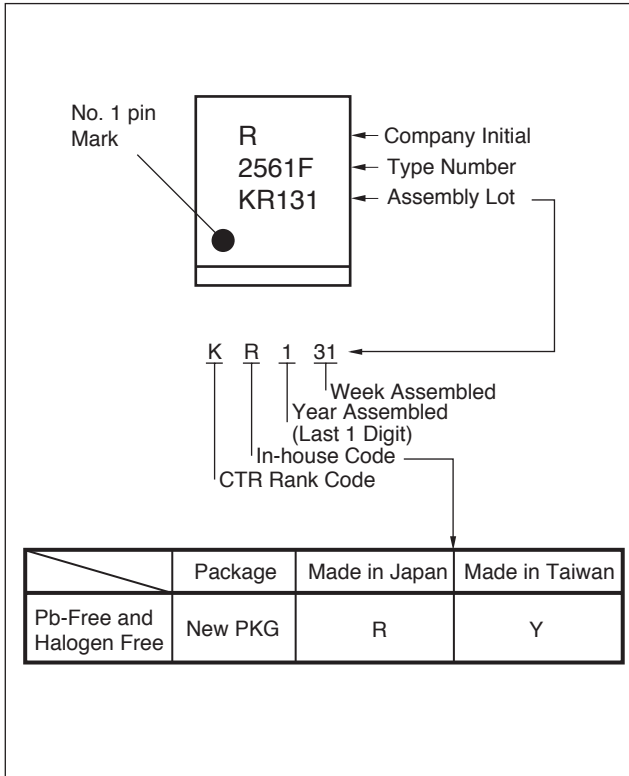 No. 1 pin
Mark
R
2561F
KR131
Company Initial
Type Number
Assembly Lot
K R 1 31
Week Assembled
Year Assembled
(Last 1 Digit)
In-house Code
CTR Rank Code
Package Made in Japan Made in Taiwan
Pb-Free and
Halogen Free New PKG R Y